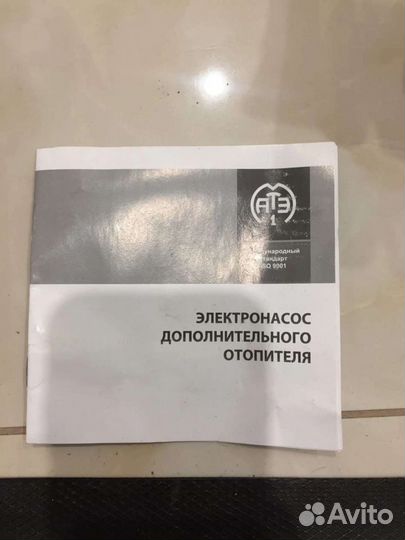 АТЭ
1
Международный
стандарт
ISO 9001
ЭЛЕКТРОНАСОС
ДОПОЛНИТЕЛЬНОГО
ОТОПИТЕЛЯ
Avito